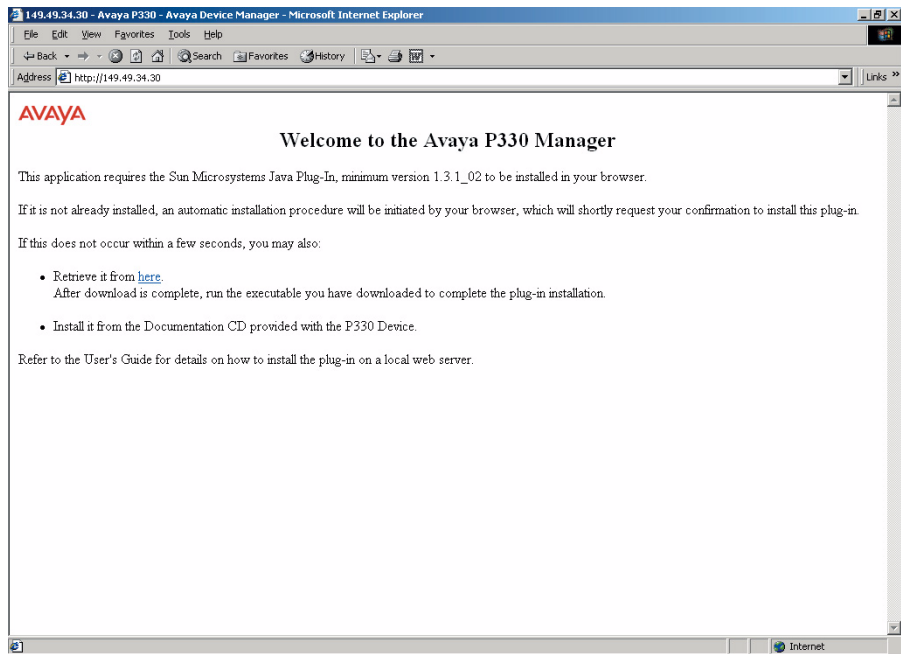 149.49.34.30 - Avaya P330 - Avaya Device Manager - Microsoft Internet Explorer
File Edit View Favorites Tools Help
Back Search Favorites History
Address http://149.49.34.30 Links »
AVAYA
Welcome to the Avaya P330 Manager
This application requires the Sun Microsystems Java Plug-In, minimum version 1.3.1_02 to be installed in your browser.
If it is not already installed, an automatic installation procedure will be initiated by your browser, which will shortly request your confirmation to install this plug-in.
If this does not occur within a few seconds, you may also:
• Retrieve it from here.
After download is complete, run the executable you have downloaded to complete the plug-in installation.
• Install it from the Documentation CD provided with the P330 Device.
Refer to the User's Guide for details on how to install the plug-in on a local web server.
Internet